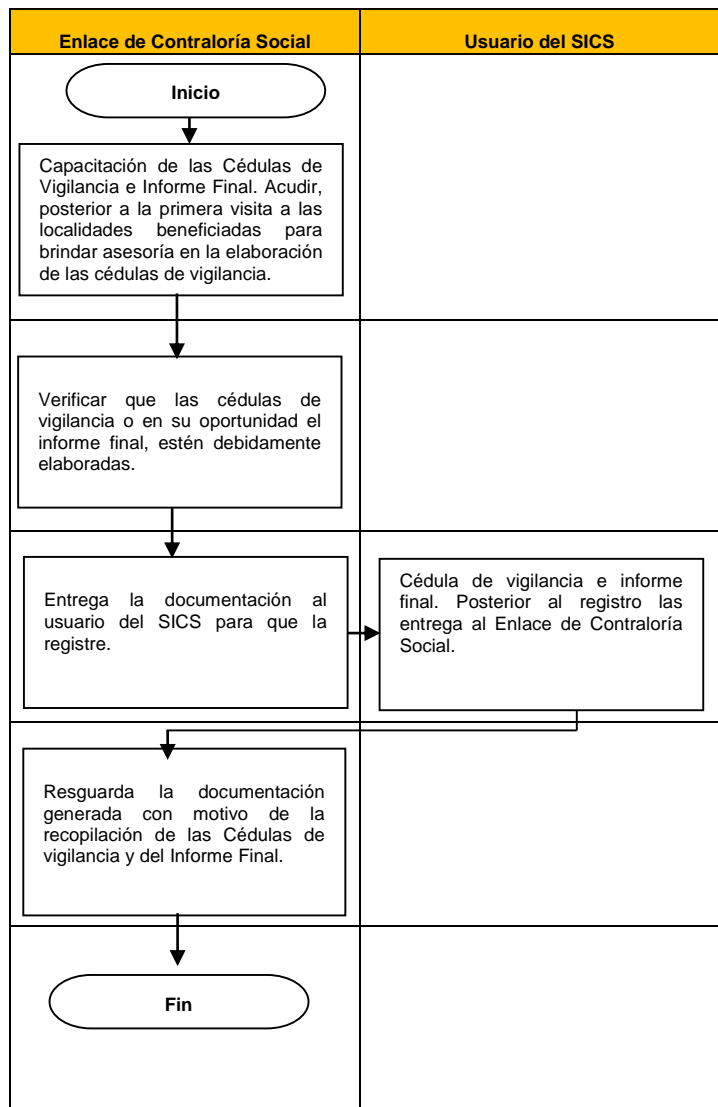 Enlace de Contraloría Social
Usuario del SICS
Inicio
Capacitación de las Cédulas de
Vigilancia e Informe Final. Acudir,
posterior a la primera visita a las
localidades beneficiadas para
brindar asesoría en la elaboración
de las cédulas de vigilancia.
Verificar que las cédulas de
vigilancia o en su oportunidad el
informe final, estén debidamente
elaboradas.
Entrega la documentación al
usuario del SICS para que la
registre.
Cédula de vigilancia e informe
final. Posterior al registro las
entrega al Enlace de Contraloría
Social.
Resguarda la documentación
generada con motivo de la
recopilación de las Cédulas de
vigilancia y del Informe Final.
Fin